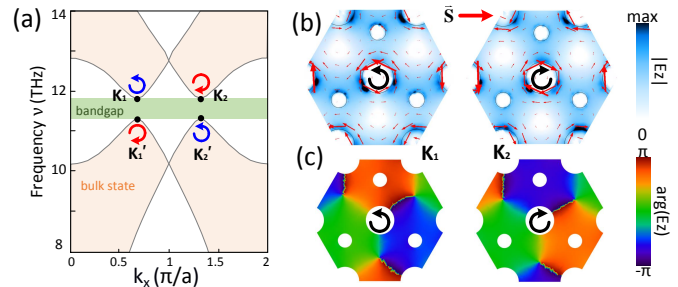 (a)
14
12
10
8
Frequency ν (THz)
K₁
K₂
bandgap
K₁′
K₂′
bulk state
0
0.5
1
1.5
2
kₓ (π/a)
(b)
S̄
max
|Ez|
0
(c)
K₁
K₂
π
arg(Ez)
-π